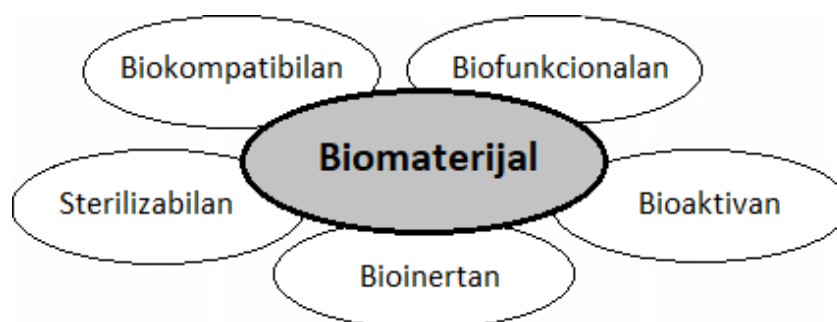 Biokompatibilan
Biofunkcionalan
Biomaterijal
Sterilizabilan
Bioaktivan
Bioinertan